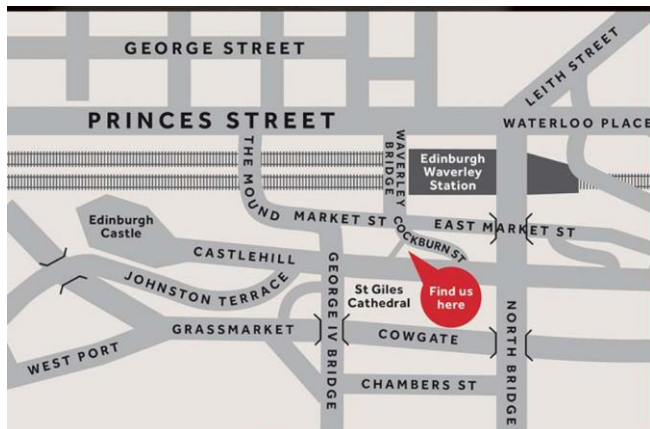 GEORGE STREET
LEITH STREET
PRINCES STREET
WATERLOO PLACE
THE MOUND
WAVERLEY
BRIDGE
Edinburgh
Waverley
Station
MARKET ST
EAST MARKET ST
COCKBURN ST
Edinburgh
Castle
CASTLEHILL
JOHNSTON TERRACE
GEORGE IV BRIDGE
St Giles
Cathedral
Find us
here
NORTH BRIDGE
GRASSMARKET
COWGATE
WEST PORT
CHAMBERS ST